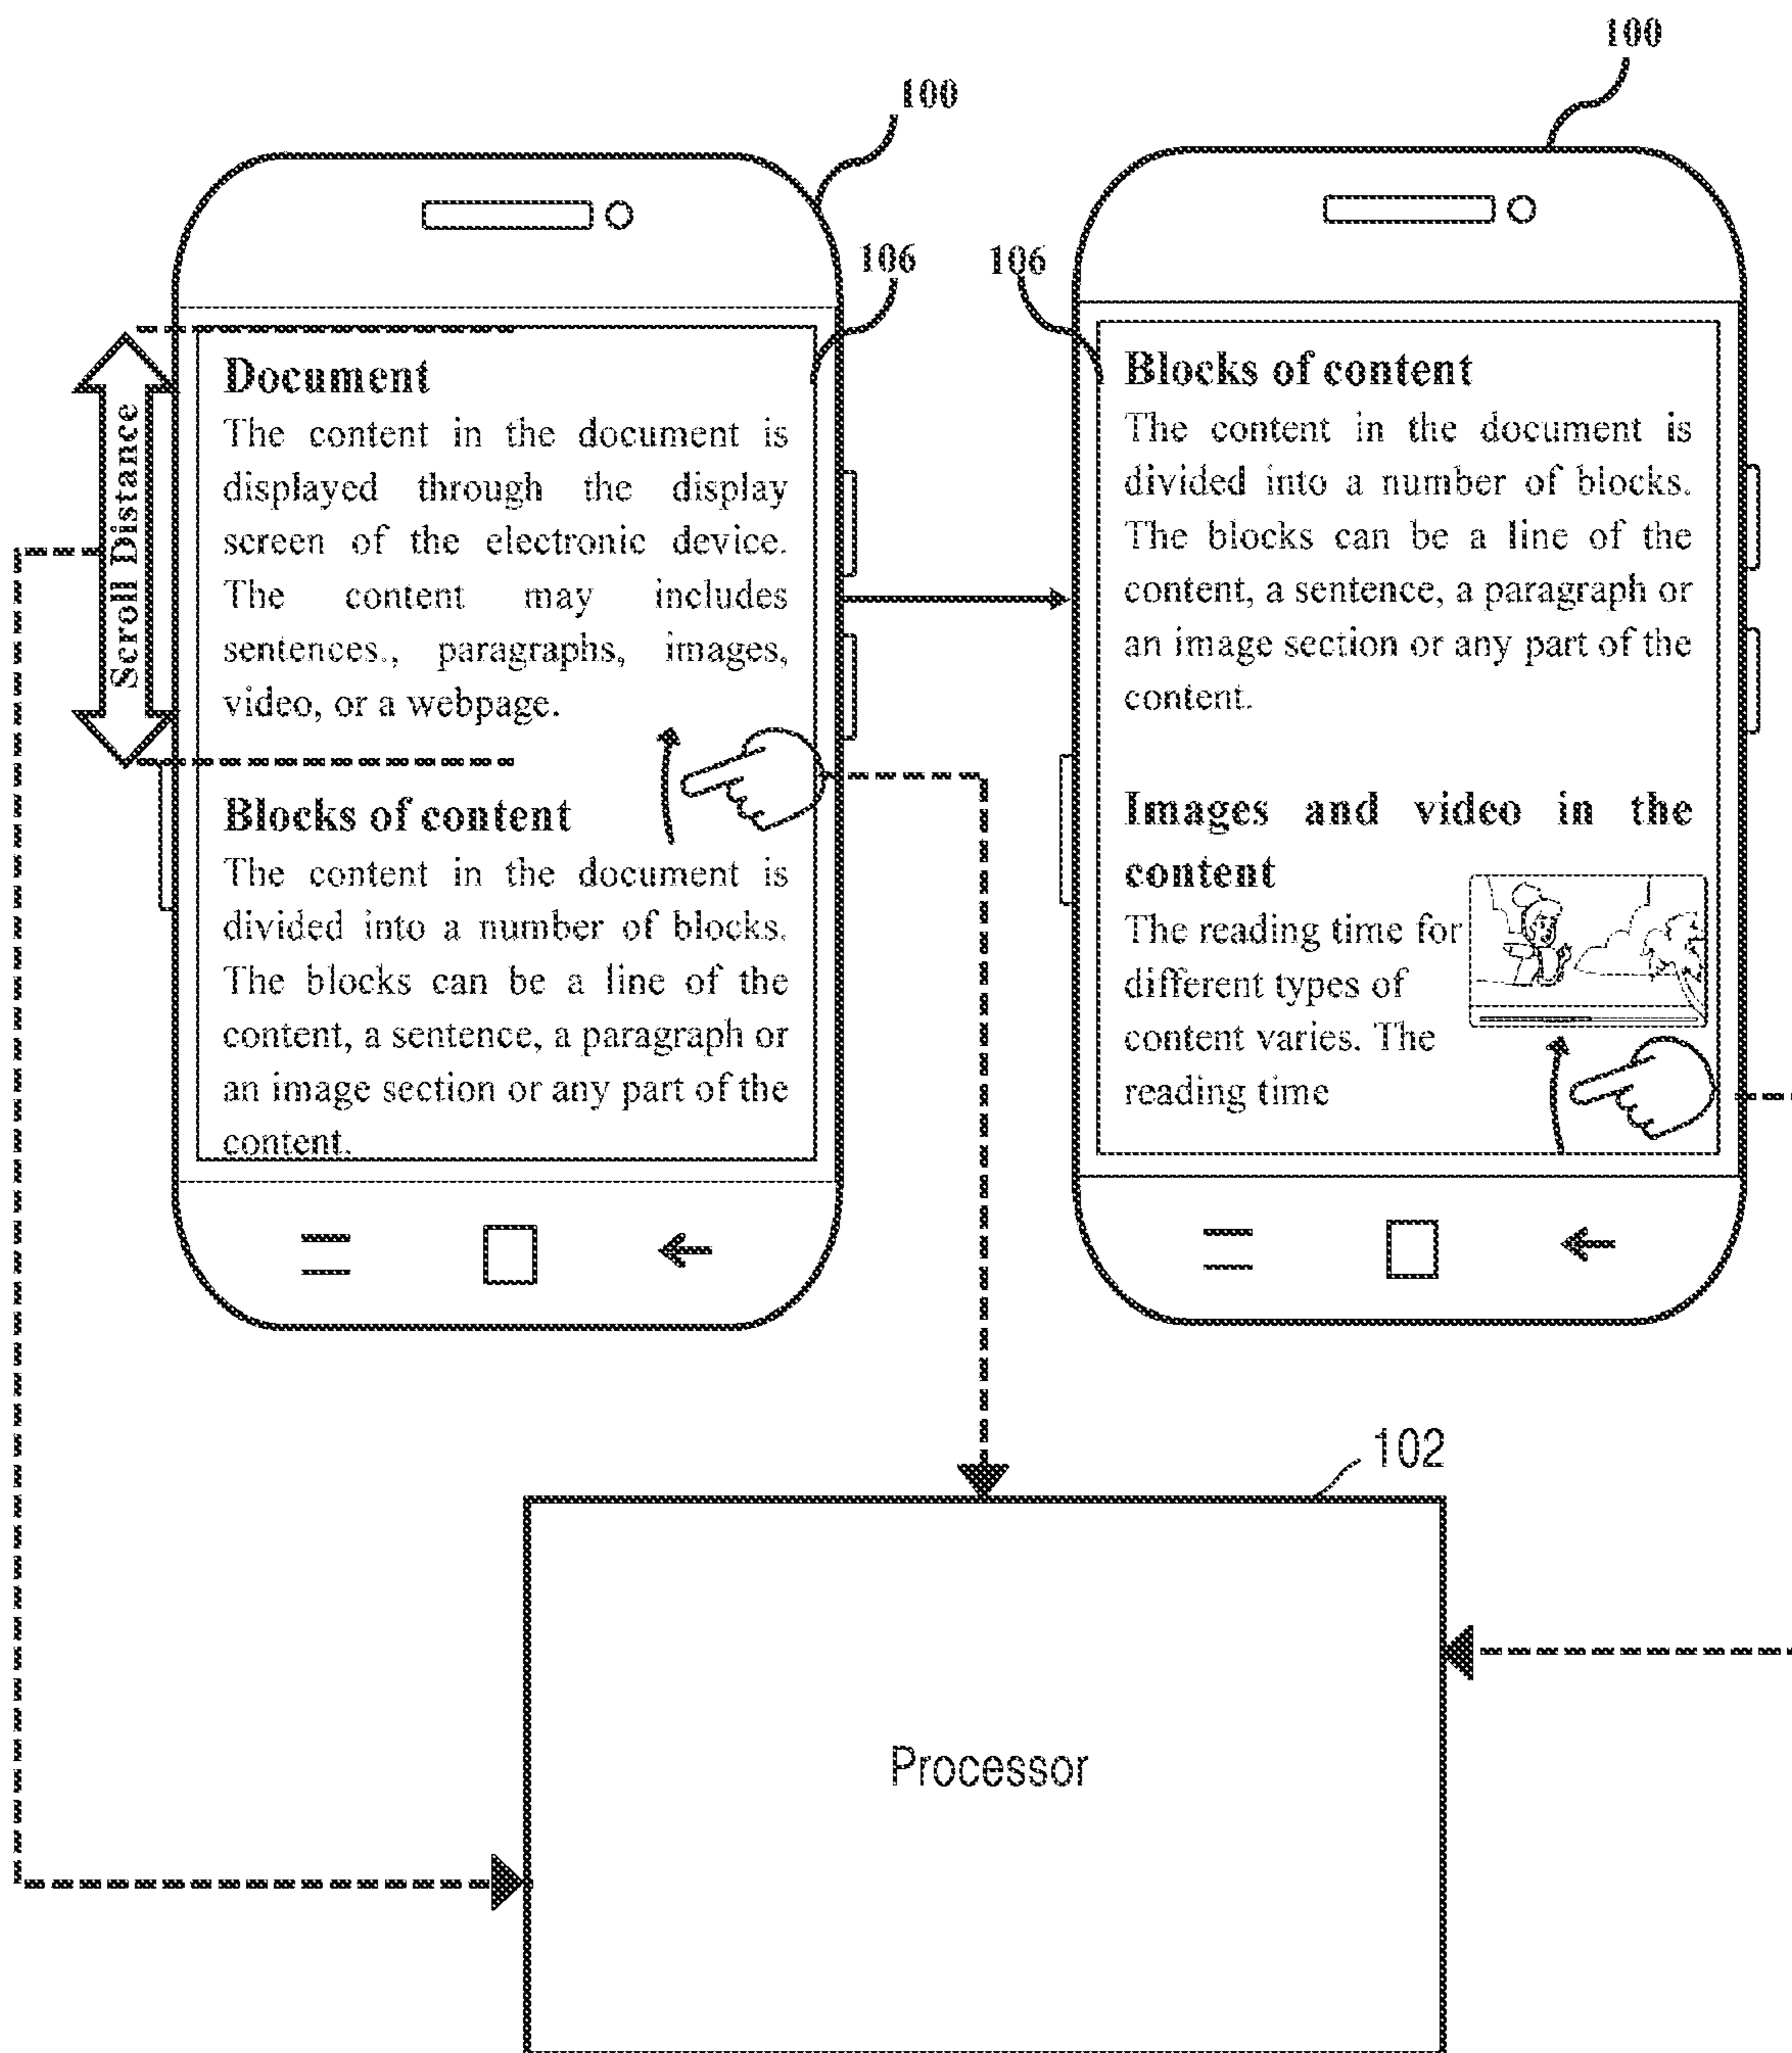 100
100
106
106
Scroll Distance
Document
The content in the document is
displayed through the display
screen of the electronic device.
The content may includes
sentences., paragraphs, images,
video, or a webpage.
Blocks of content
The content in the document is
divided into a number of blocks.
The blocks can be a line of the
content, a sentence, a paragraph or
an image section or any part of the
content.
Blocks of content
The content in the document is
divided into a number of blocks.
The blocks can be a line of the
content, a sentence, a paragraph or
an image section or any part of the
content.
Images and video in the
content
The reading time for
different types of
content varies. The
reading time
102
Processor